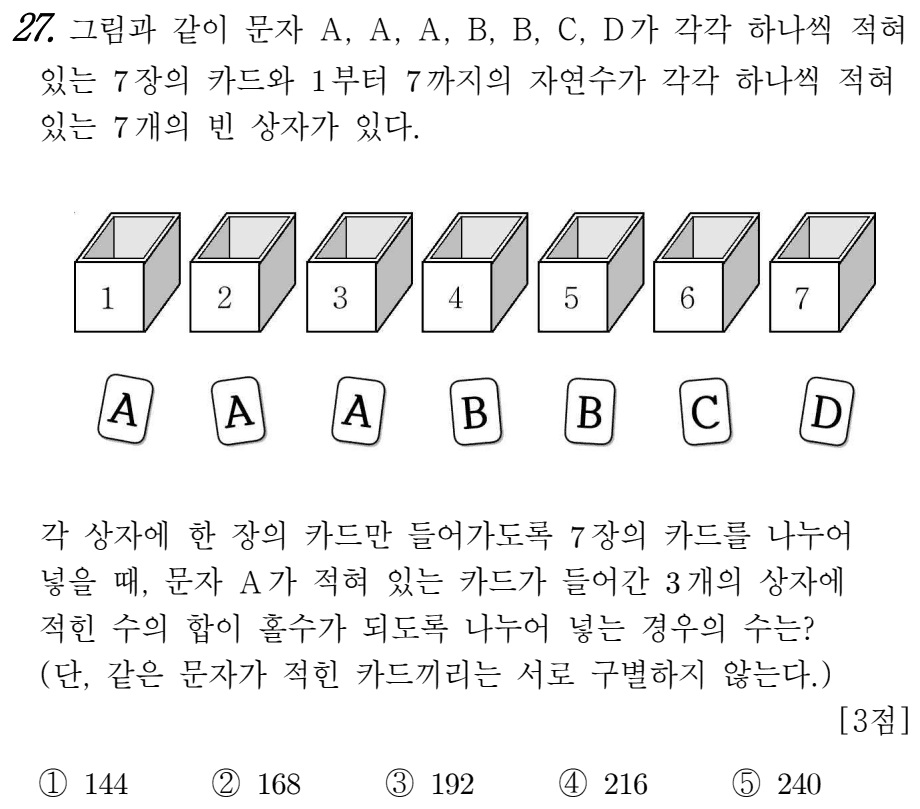 27. 그림과 같이 문자 A, A, A, B, B, C, D가 각각 하나씩 적혀
있는 7장의 카드와 1부터 7까지의 자연수가 각각 하나씩 적혀
있는 7개의 빈 상자가 있다.
1 2 3 4 5 6 7
A A A B B C D
각 상자에 한 장의 카드만 들어가도록 7장의 카드를 나누어
넣을 때, 문자 A가 적혀 있는 카드가 들어간 3개의 상자에
적힌 수의 합이 홀수가 되도록 나누어 넣는 경우의 수는?
(단, 같은 문자가 적힌 카드끼리는 서로 구별하지 않는다.)
[3점]
① 144 ② 168 ③ 192 ④ 216 ⑤ 240